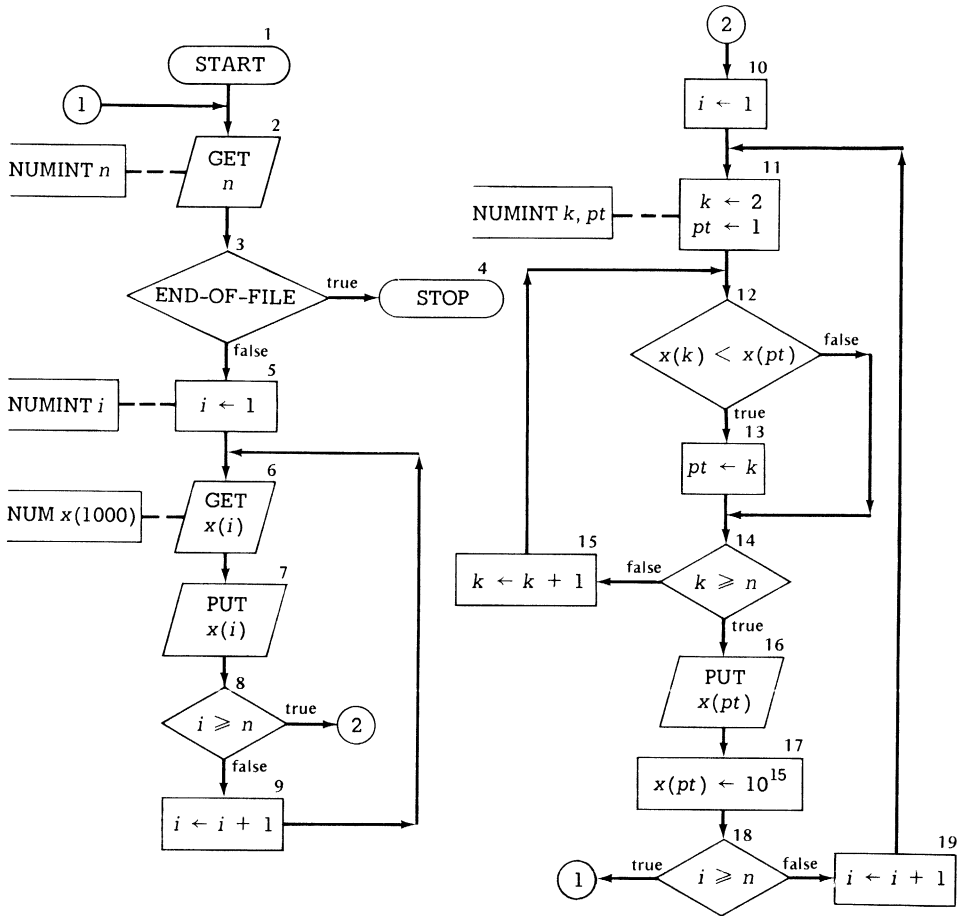 1
START
1
2
GET
n
NUMINT n
3
END-OF-FILE
true
4
STOP
false
5
NUMINT i
i ← 1
6
GET
x(i)
NUM x(1000)
7
PUT
x(i)
8
i ⩾ n
true
2
false
9
i ← i + 1
2
10
i ← 1
11
k ← 2
pt ← 1
NUMINT k, pt
12
x(k) < x(pt)
false
true
13
pt ← k
14
k ⩾ n
false
15
k ← k + 1
true
16
PUT
x(pt)
17
x(pt) ← 10¹⁵
18
i ⩾ n
true
1
false
19
i ← i + 1